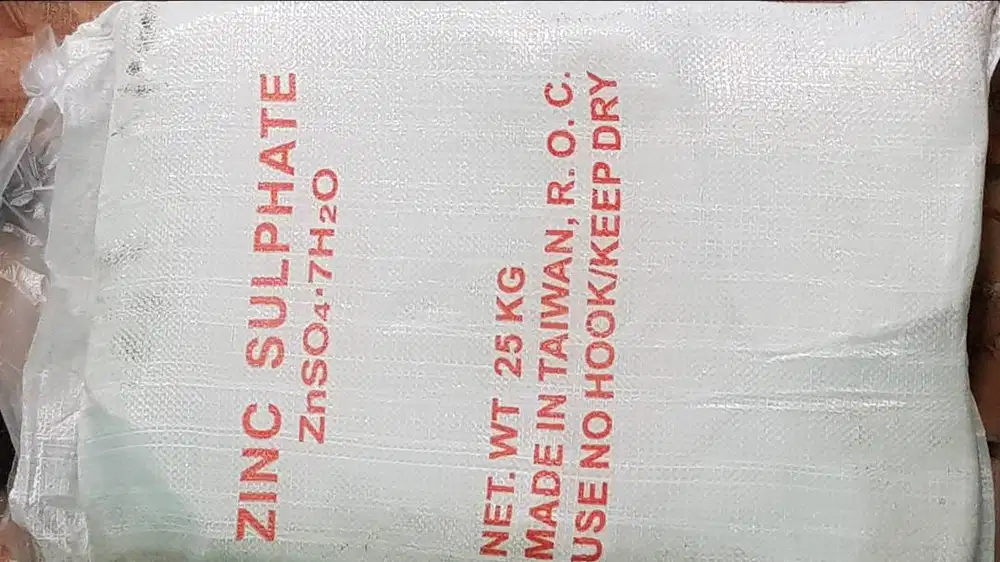 ZINC SULPHATE
ZnSO₄·7H₂O
NET. WT 25 KG
MADE IN TAIWAN, R. O. C.
USE NO HOOK/KEEP DRY